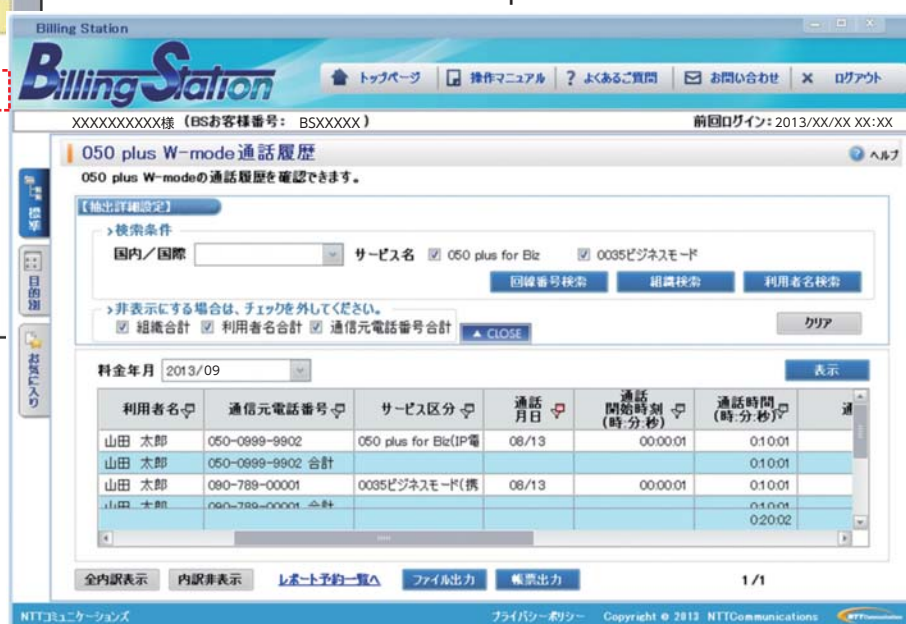 Billing Station
Billing Station
トップページ 操作マニュアル ? よくあるご質問 お問い合わせ × ログアウト
XXXXXXXXXX様 (BSお客様番号: BSXXXXX) 前回ログイン: 2013/XX/XX XX:XX
050 plus W-mode通話履歴 ? ヘルプ
050 plus W-modeの通話履歴を確認できます。
標準
目的別
お気に入り
【抽出詳細設定】
>検索条件
国内/国際 サービス名 050 plus for Biz 0035ビジネスモード
回線番号検索 組織検索 利用者名検索
>非表示にする場合は、チェックを外してください。
組織合計 利用者名合計 通信元電話番号合計 ▲ CLOSE クリア
料金年月 2013/09 表示
利用者名 通信元電話番号 サービス区分 通話月日 通話開始時刻(時:分:秒) 通話時間(時:分:秒)
山田 太郎 050-0999-9902 050 plus for Biz(IP電 08/13 00:00:01 0:10:01
山田 太郎 050-0999-9902 合計 0:10:01
山田 太郎 090-789-00001 0035ビジネスモード(携 08/13 00:00:01 0:10:01
山田 太郎 090-789-00001 合計 0:10:01
0:20:02
全内訳表示 内訳非表示 レポート予約一覧へ ファイル出力 帳票出力 1/1
NTTコミュニケーションズ プライバシーポリシー Copyright © 2013 NTTCommunications